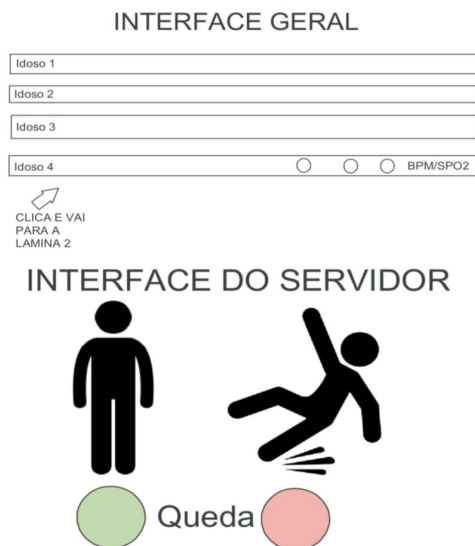 INTERFACE GERAL
Idoso 1
Idoso 2
Idoso 3
Idoso 4 BPM/SPO2
CLICA E VAI
PARA A
LAMINA 2
INTERFACE DO SERVIDOR
Queda